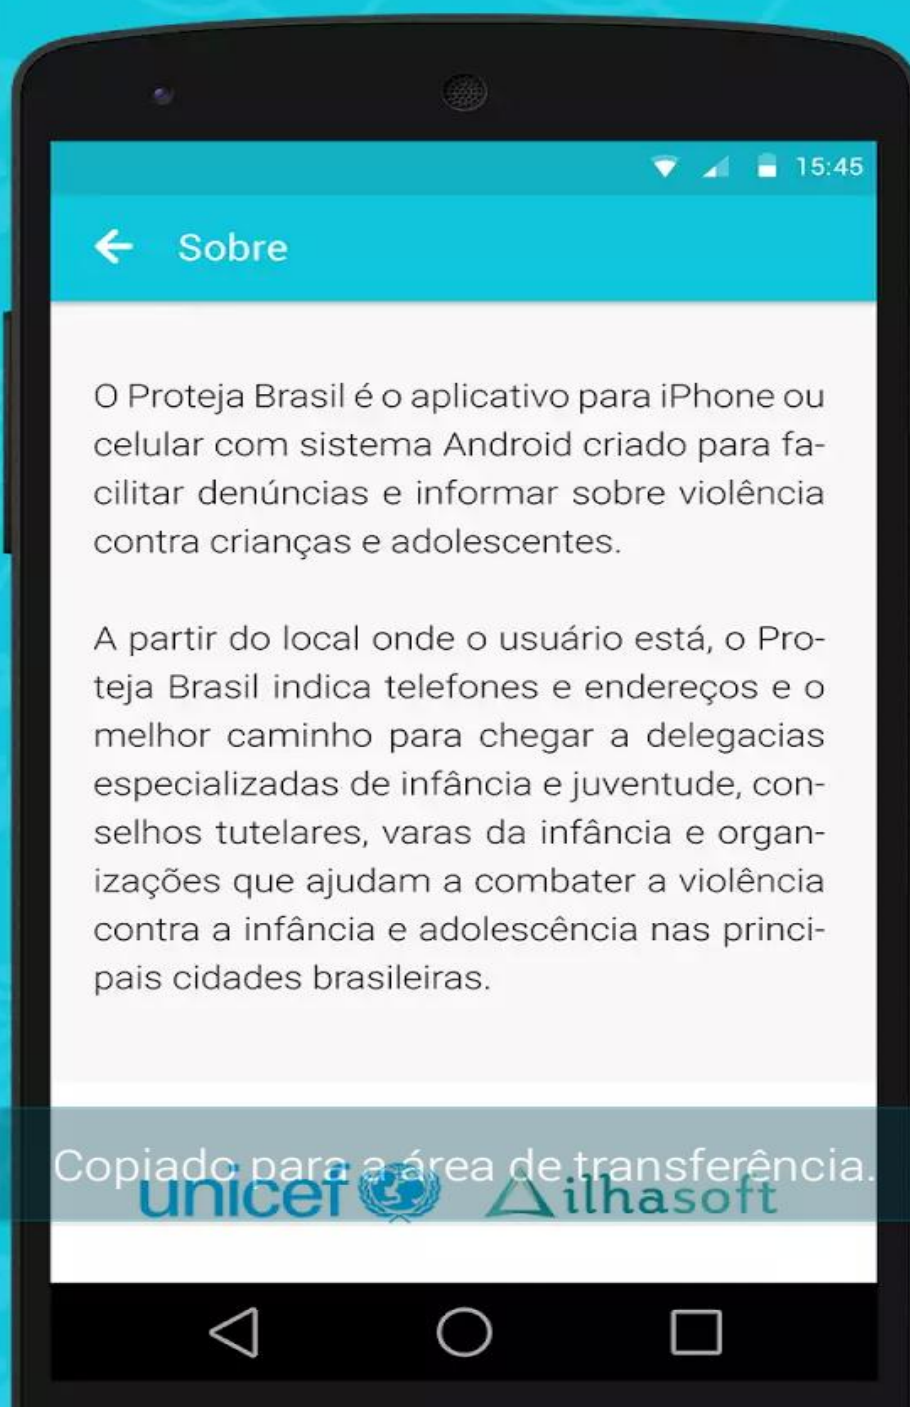 15:45
Sobre
O Proteja Brasil é o aplicativo para iPhone ou
celular com sistema Android criado para fa-
cilitar denúncias e informar sobre violência
contra crianças e adolescentes.
A partir do local onde o usuário está, o Pro-
teja Brasil indica telefones e endereços e o
melhor caminho para chegar a delegacias
especializadas de infância e juventude, con-
selhos tutelares, varas da infância e organ-
izações que ajudam a combater a violência
contra a infância e adolescência nas princi-
pais cidades brasileiras.
Copiado para a área de transferência.
unicef ilhasoft